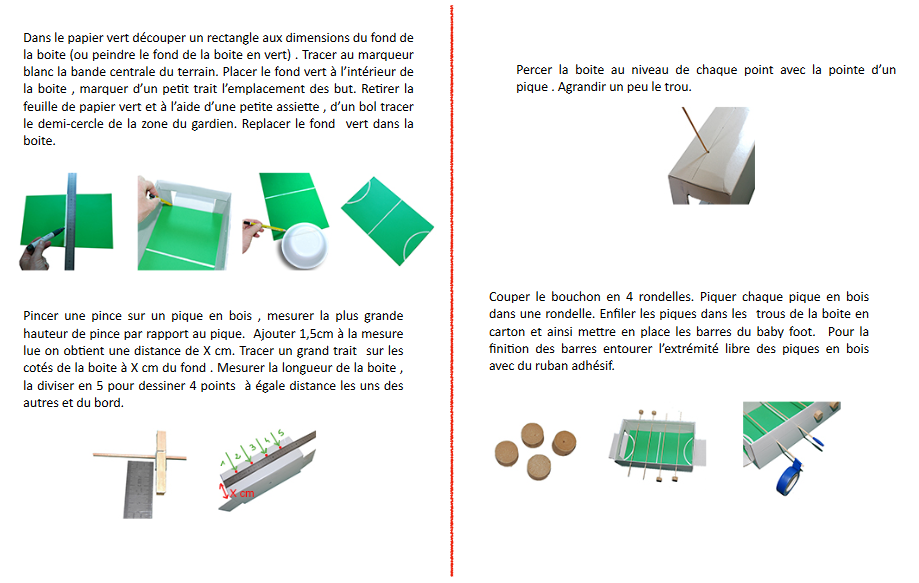 Dans le papier vert découper un rectangle aux dimensions du fond de
la boite (ou peindre le fond de la boite en vert) . Tracer au marqueur
blanc la bande centrale du terrain. Placer le fond vert à l’intérieur de
la boite , marquer d’un petit trait l’emplacement des but. Retirer la
feuille de papier vert et à l’aide d’une petite assiette , d’un bol tracer
le demi-cercle de la zone du gardien. Replacer le fond vert dans la
boite.
Pincer une pince sur un pique en bois , mesurer la plus grande
hauteur de pince par rapport au pique. Ajouter 1,5cm à la mesure
lue on obtient une distance de X cm. Tracer un grand trait sur les
cotés de la boite à X cm du fond . Mesurer la longueur de la boite ,
la diviser en 5 pour dessiner 4 points à égale distance les uns des
autres et du bord.
1 2 3 4 5
X cm
Percer la boite au niveau de chaque point avec la pointe d’un
pique . Agrandir un peu le trou.
Couper le bouchon en 4 rondelles. Piquer chaque pique en bois
dans une rondelle. Enfiler les piques dans les trous de la boite en
carton et ainsi mettre en place les barres du baby foot. Pour la
finition des barres entourer l’extrémité libre des piques en bois
avec du ruban adhésif.